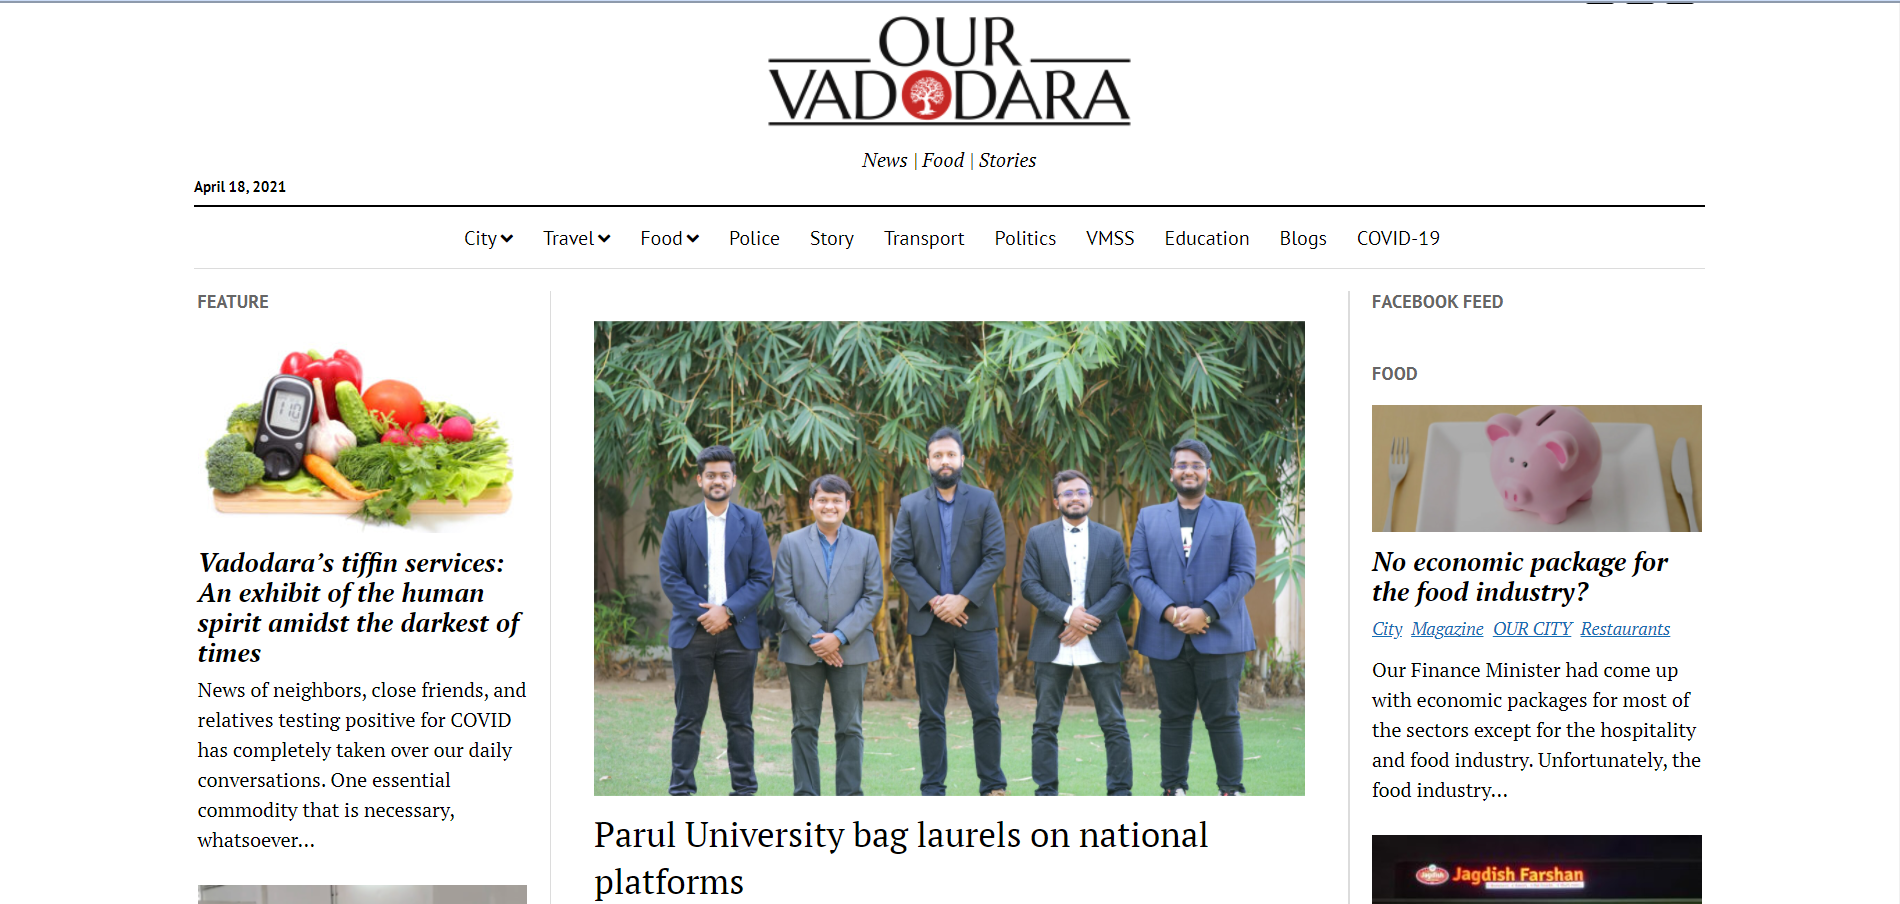 OUR
VADODARA
News | Food | Stories
April 18, 2021
City Travel Food Police Story Transport Politics VMSS Education Blogs COVID-19
FEATURE
118
Vadodara’s tiffin services:
An exhibit of the human
spirit amidst the darkest of
times
News of neighbors, close friends, and
relatives testing positive for COVID
has completely taken over our daily
conversations. One essential
commodity that is necessary,
whatsoever...
Parul University bag laurels on national
platforms
FACEBOOK FEED
FOOD
No economic package for
the food industry?
City Magazine OUR CITY Restaurants
Our Finance Minister had come up
with economic packages for most of
the sectors except for the hospitality
and food industry. Unfortunately, the
food industry...
Jagdish Farshan